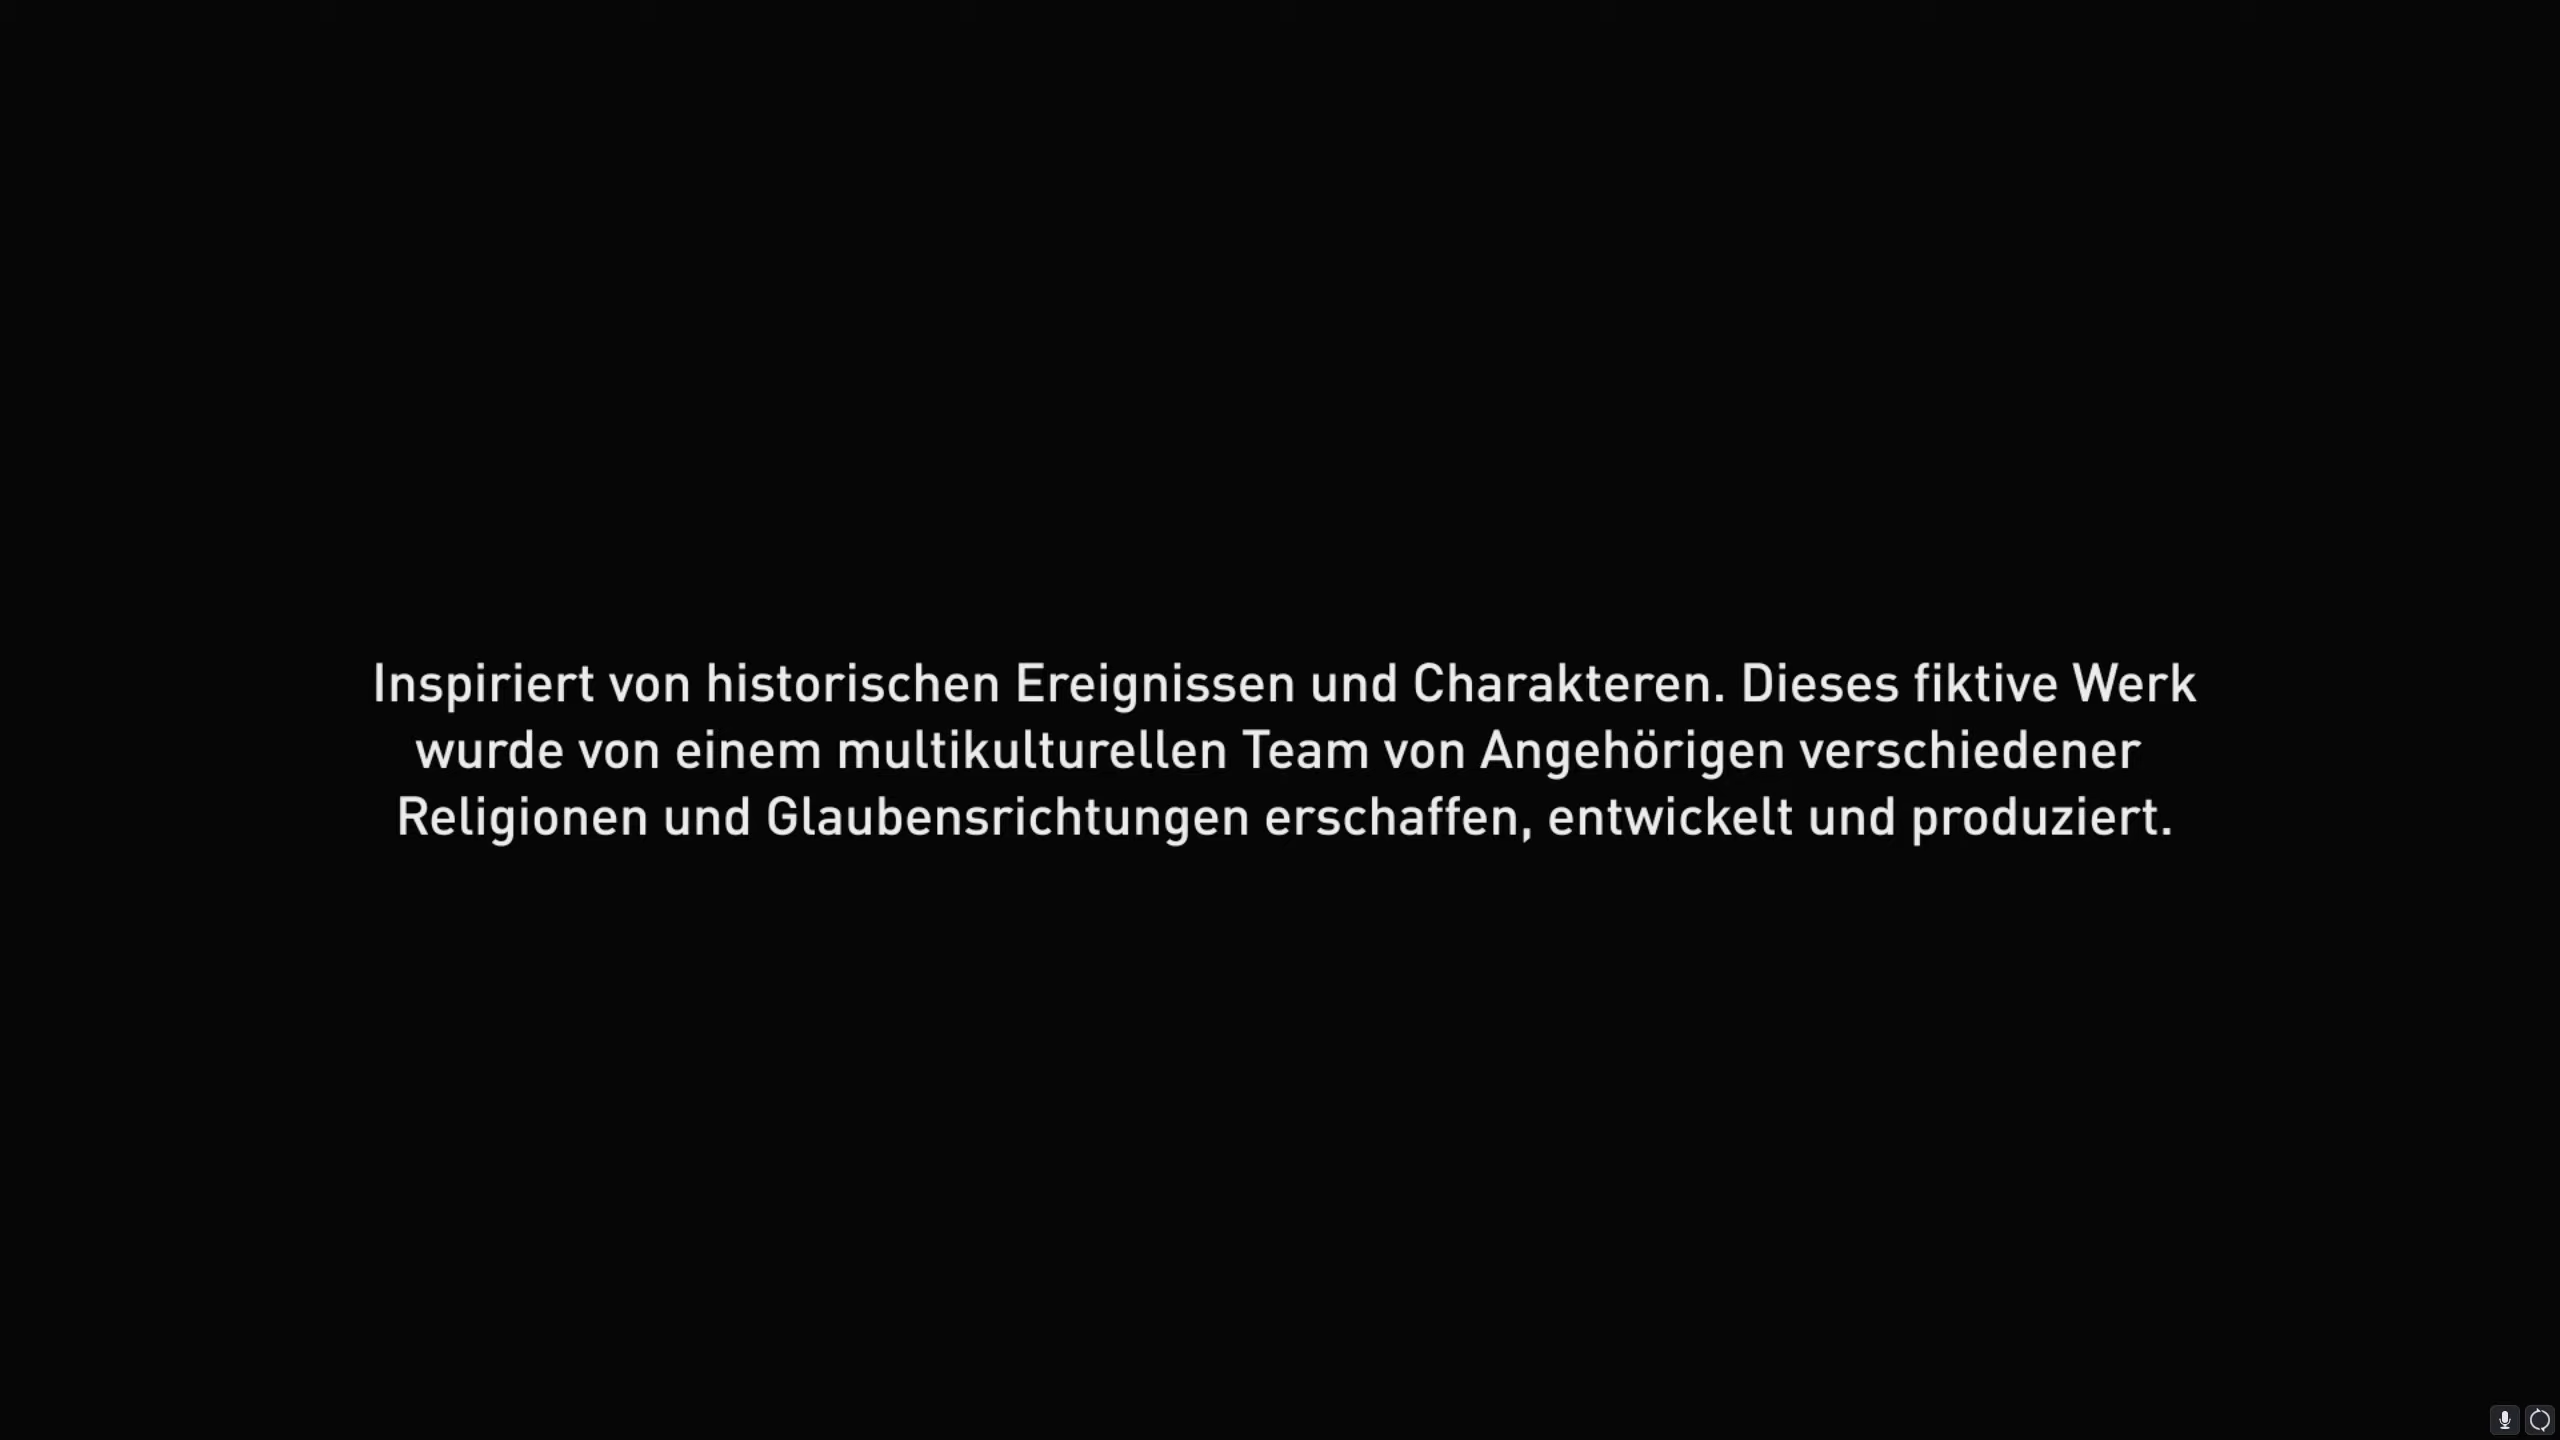 Inspiriert von historischen Ereignissen und Charakteren. Dieses fiktive Werk
wurde von einem multikulturellen Team von Angehörigen verschiedener
Religionen und Glaubensrichtungen erschaffen, entwickelt und produziert.